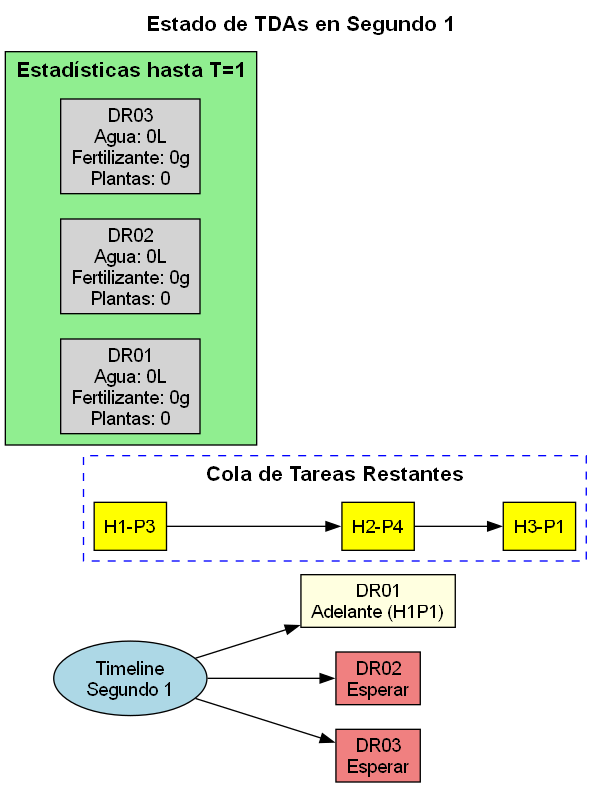 Estado de TDAs en Segundo 1
Estadísticas hasta T=1
DR03
Agua: 0L
Fertilizante: 0g
Plantas: 0
DR02
Agua: 0L
Fertilizante: 0g
Plantas: 0
DR01
Agua: 0L
Fertilizante: 0g
Plantas: 0
Cola de Tareas Restantes
H1-P3
H2-P4
H3-P1
DR01
Adelante (H1P1)
Timeline
Segundo 1
DR02
Esperar
DR03
Esperar